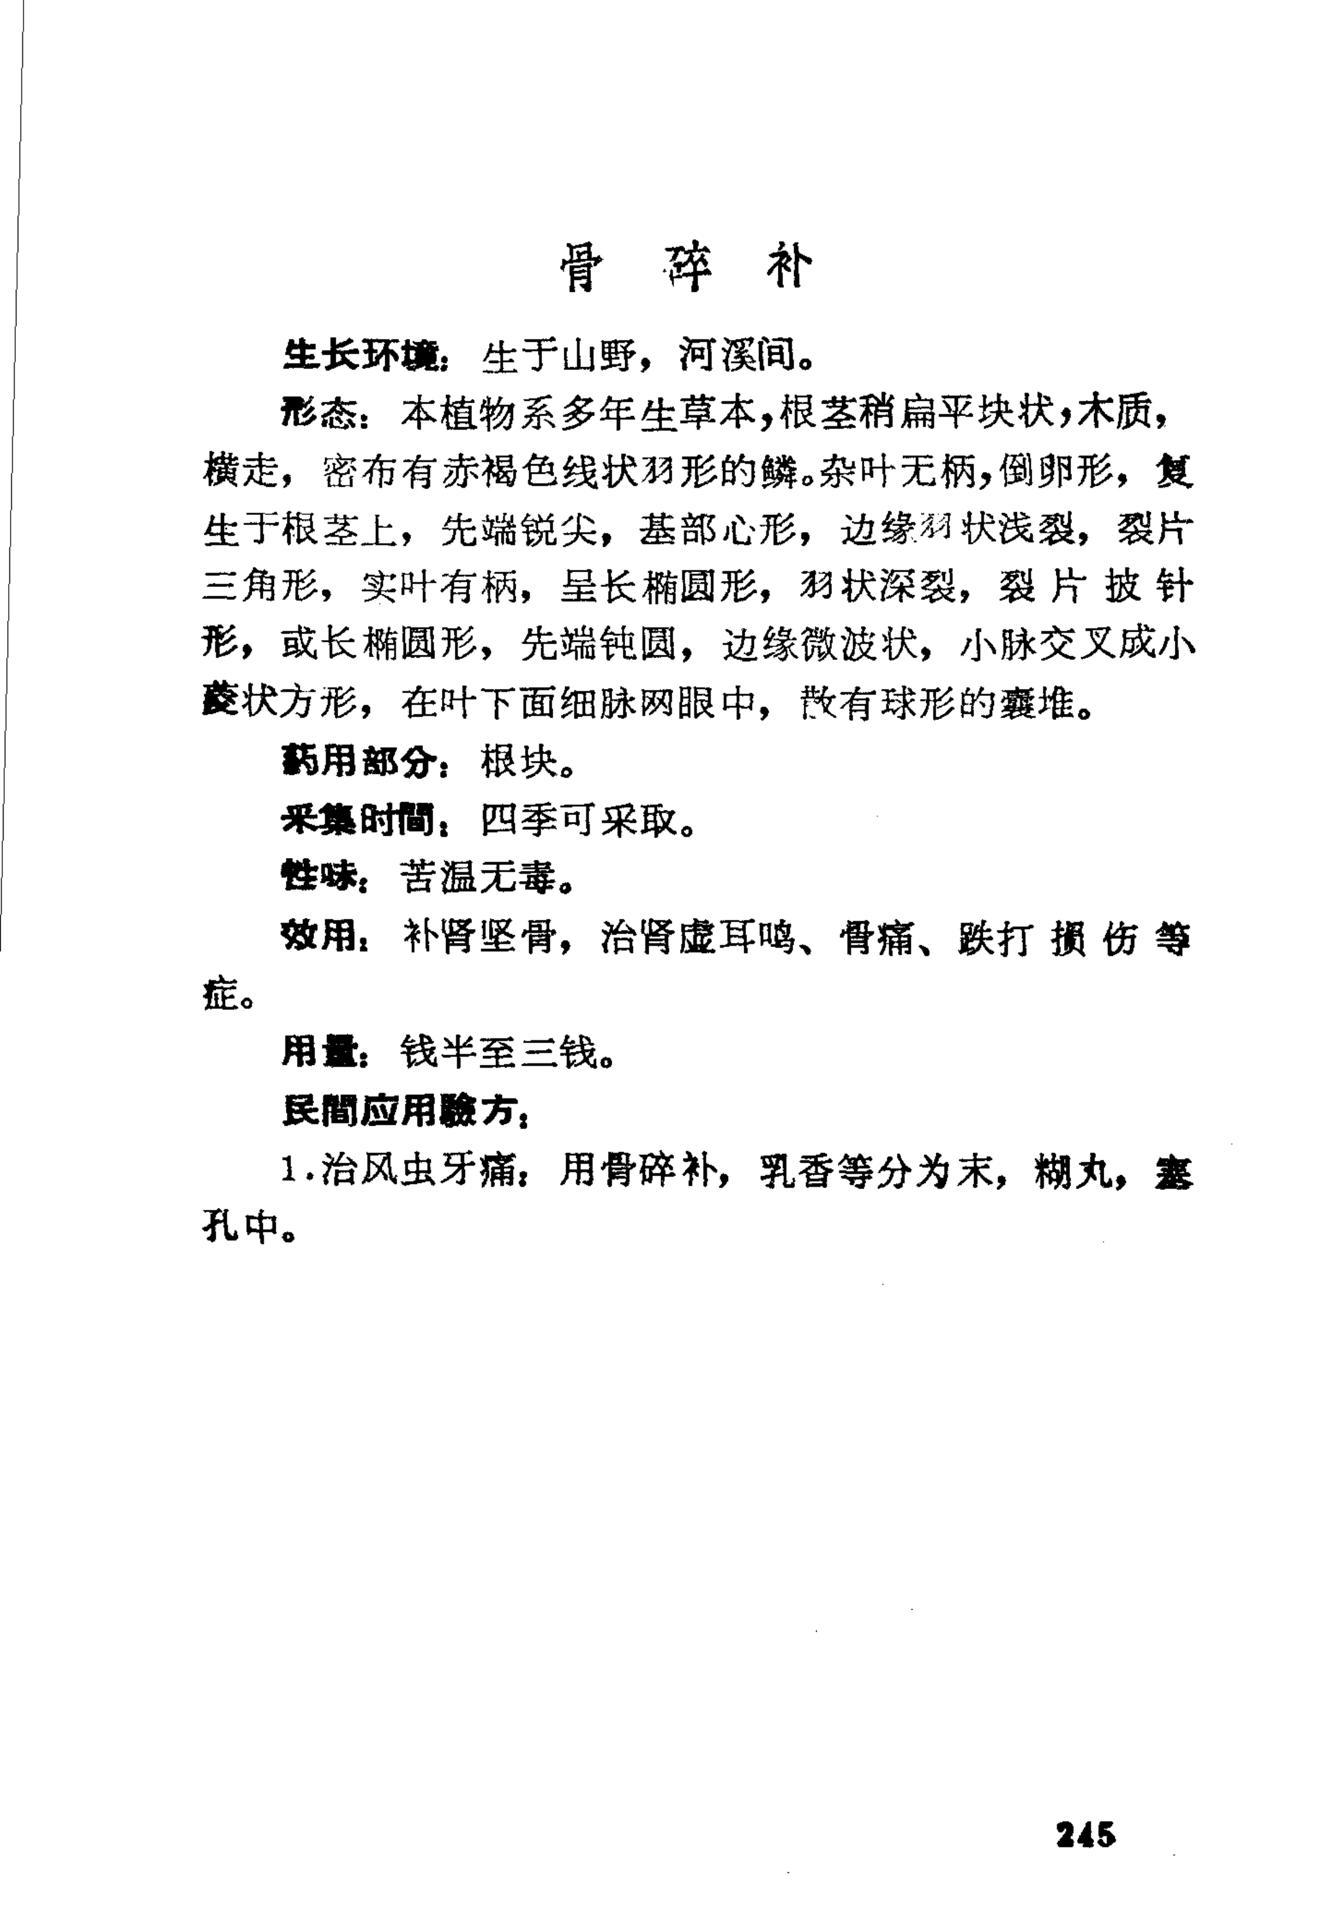 骨碎补
生长环境：生于山野，河溪间。
形态：本植物系多年生草本，根茎稍扁平块状，木质，
横走，密布有赤褐色线状羽形的鳞。杂叶无柄，倒卵形，复
生于根茎上，先端锐尖，基部心形，边缘羽状浅裂，裂片
三角形，实叶有柄，呈长椭圆形，羽状深裂，裂片披针
形，或长椭圆形，先端钝圆，边缘微波状，小脉交叉成小
菱状方形，在叶下面细脉网眼中，散有球形的囊堆。
药用部分：根块。
采集时間：四季可采取。
性味：苦温无毒。
效用：补肾坚骨，治肾虚耳鸣、骨痛、跌打损伤等
症。
用量：钱半至三钱。
民間应用驗方：
1.治风虫牙痛：用骨碎补，乳香等分为末，糊丸，塞
孔中。
245